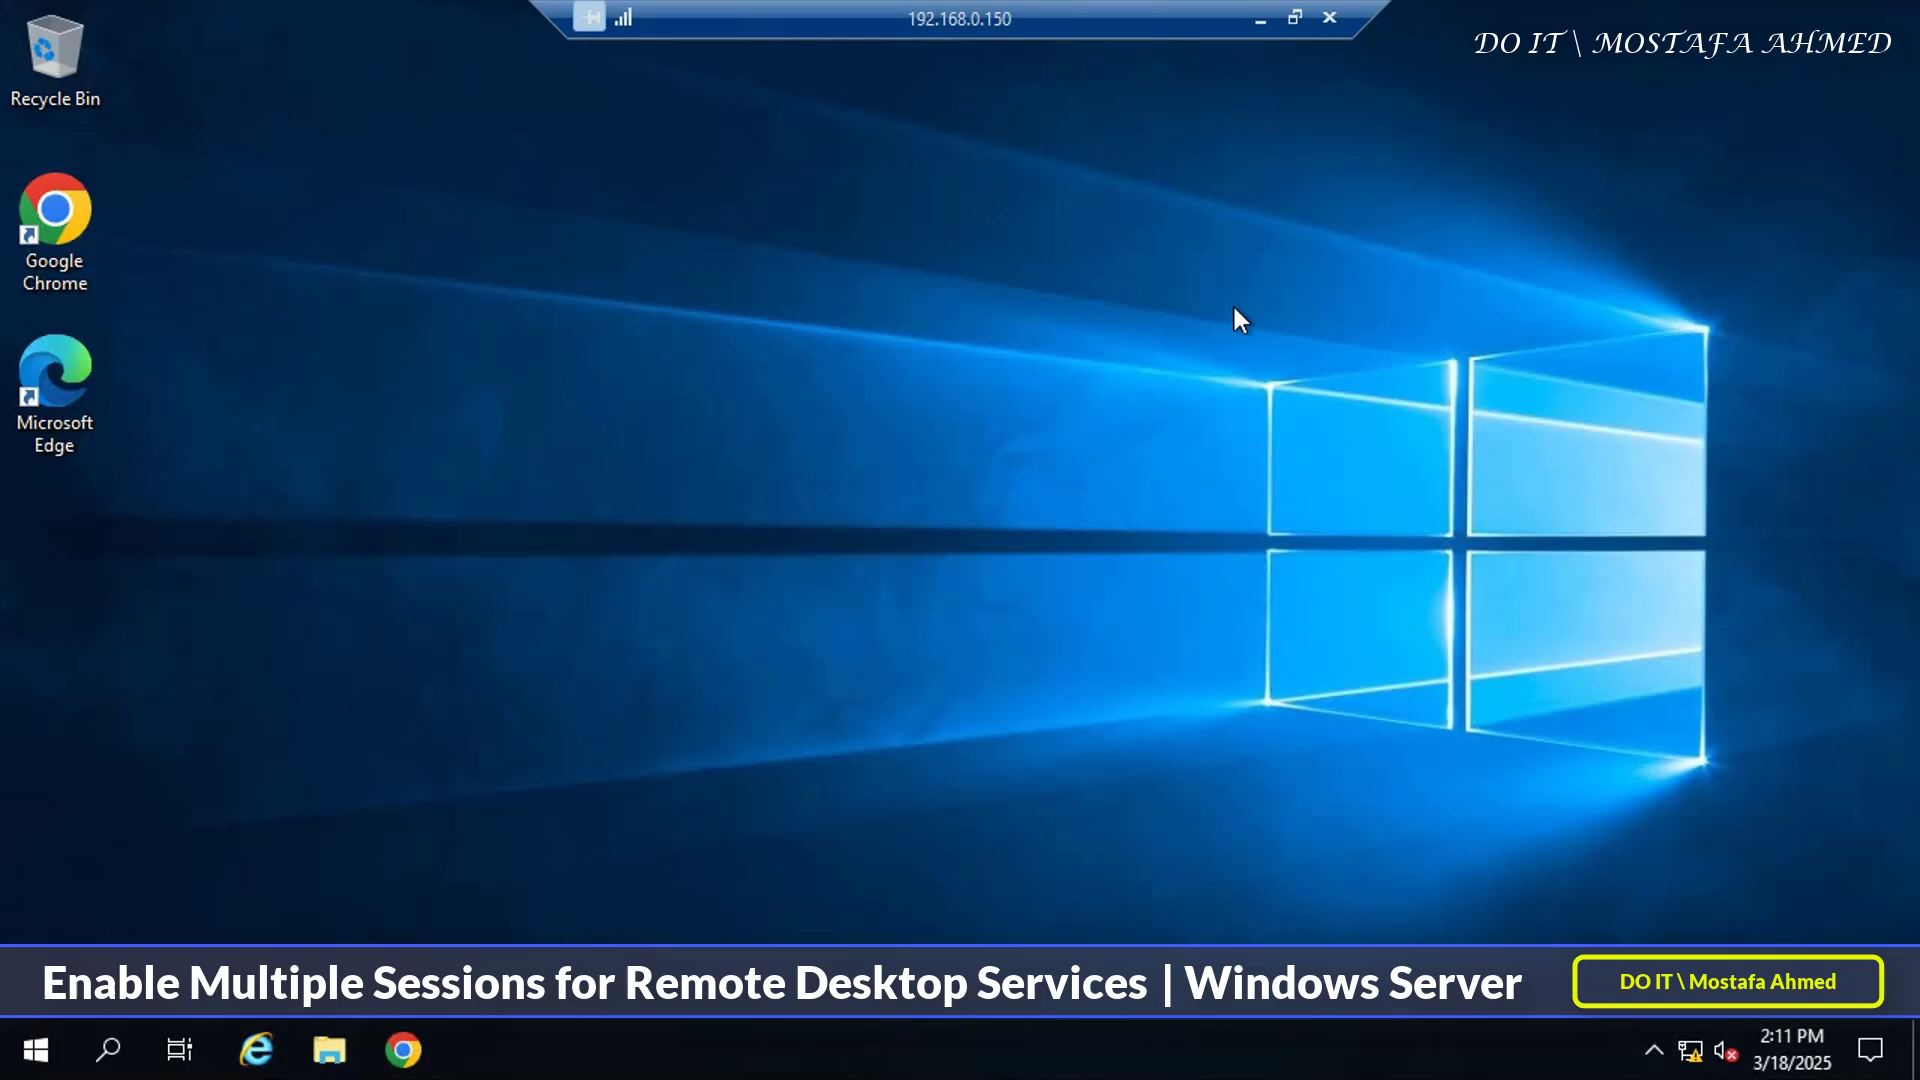 192.168.0.150
DO IT \ MOSTAFA AHMED
Recycle Bin
Google
Chrome
Microsoft
Edge
Enable Multiple Sessions for Remote Desktop Services | Windows Server
DO IT \ Mostafa Ahmed
2:11 PM
3/18/2025